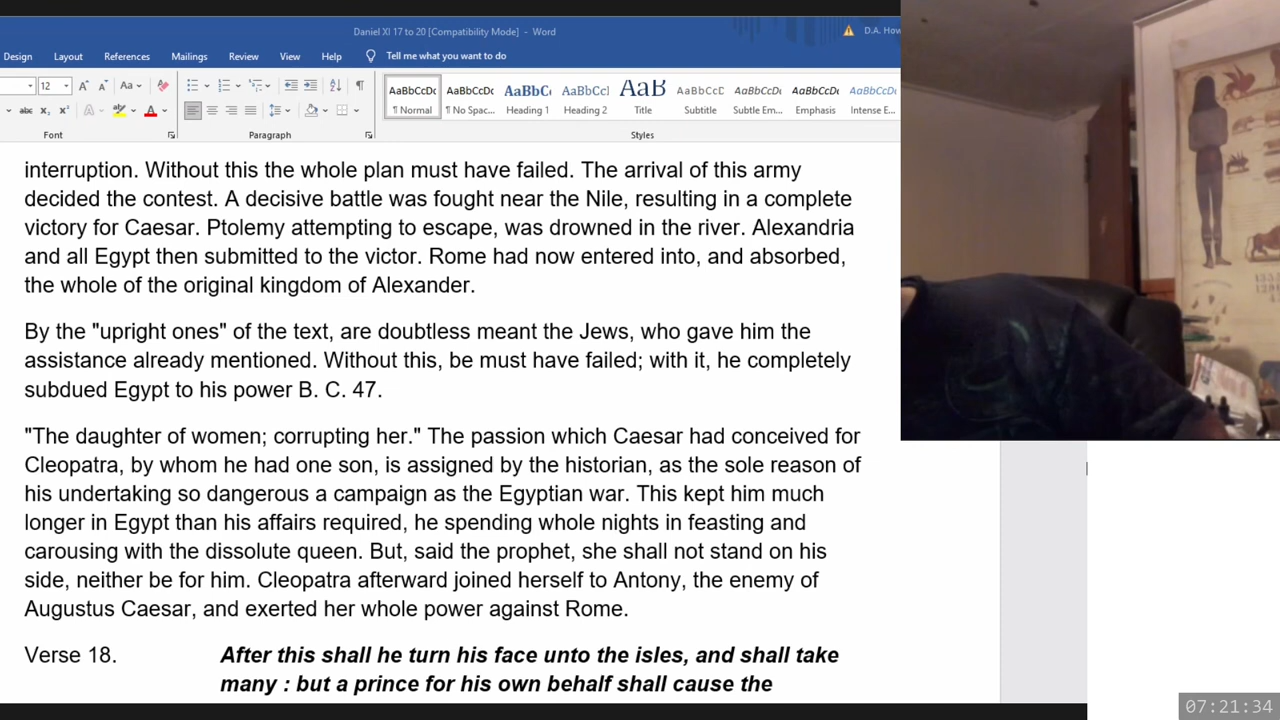 Daniel XI 17 to 20 [Compatibility Mode] - Word
D.A. How
Design Layout References Mailings Review View Help Tell me what you want to do
12 Aa
AaBbCcDc AaBbCcDc AaBbC AaBbCcI AaB AaBbCcD AaBbCcDc AaBbCcDc AaBbCcDc
¶ Normal ¶ No Spac... Heading 1 Heading 2 Title Subtitle Subtle Em... Emphasis Intense E...
Font Paragraph Styles
interruption. Without this the whole plan must have failed. The arrival of this army
decided the contest. A decisive battle was fought near the Nile, resulting in a complete
victory for Caesar. Ptolemy attempting to escape, was drowned in the river. Alexandria
and all Egypt then submitted to the victor. Rome had now entered into, and absorbed,
the whole of the original kingdom of Alexander.
By the "upright ones" of the text, are doubtless meant the Jews, who gave him the
assistance already mentioned. Without this, be must have failed; with it, he completely
subdued Egypt to his power B. C. 47.
"The daughter of women; corrupting her." The passion which Caesar had conceived for
Cleopatra, by whom he had one son, is assigned by the historian, as the sole reason of
his undertaking so dangerous a campaign as the Egyptian war. This kept him much
longer in Egypt than his affairs required, he spending whole nights in feasting and
carousing with the dissolute queen. But, said the prophet, she shall not stand on his
side, neither be for him. Cleopatra afterward joined herself to Antony, the enemy of
Augustus Caesar, and exerted her whole power against Rome.
Verse 18. After this shall he turn his face unto the isles, and shall take
many : but a prince for his own behalf shall cause the
07:21:34